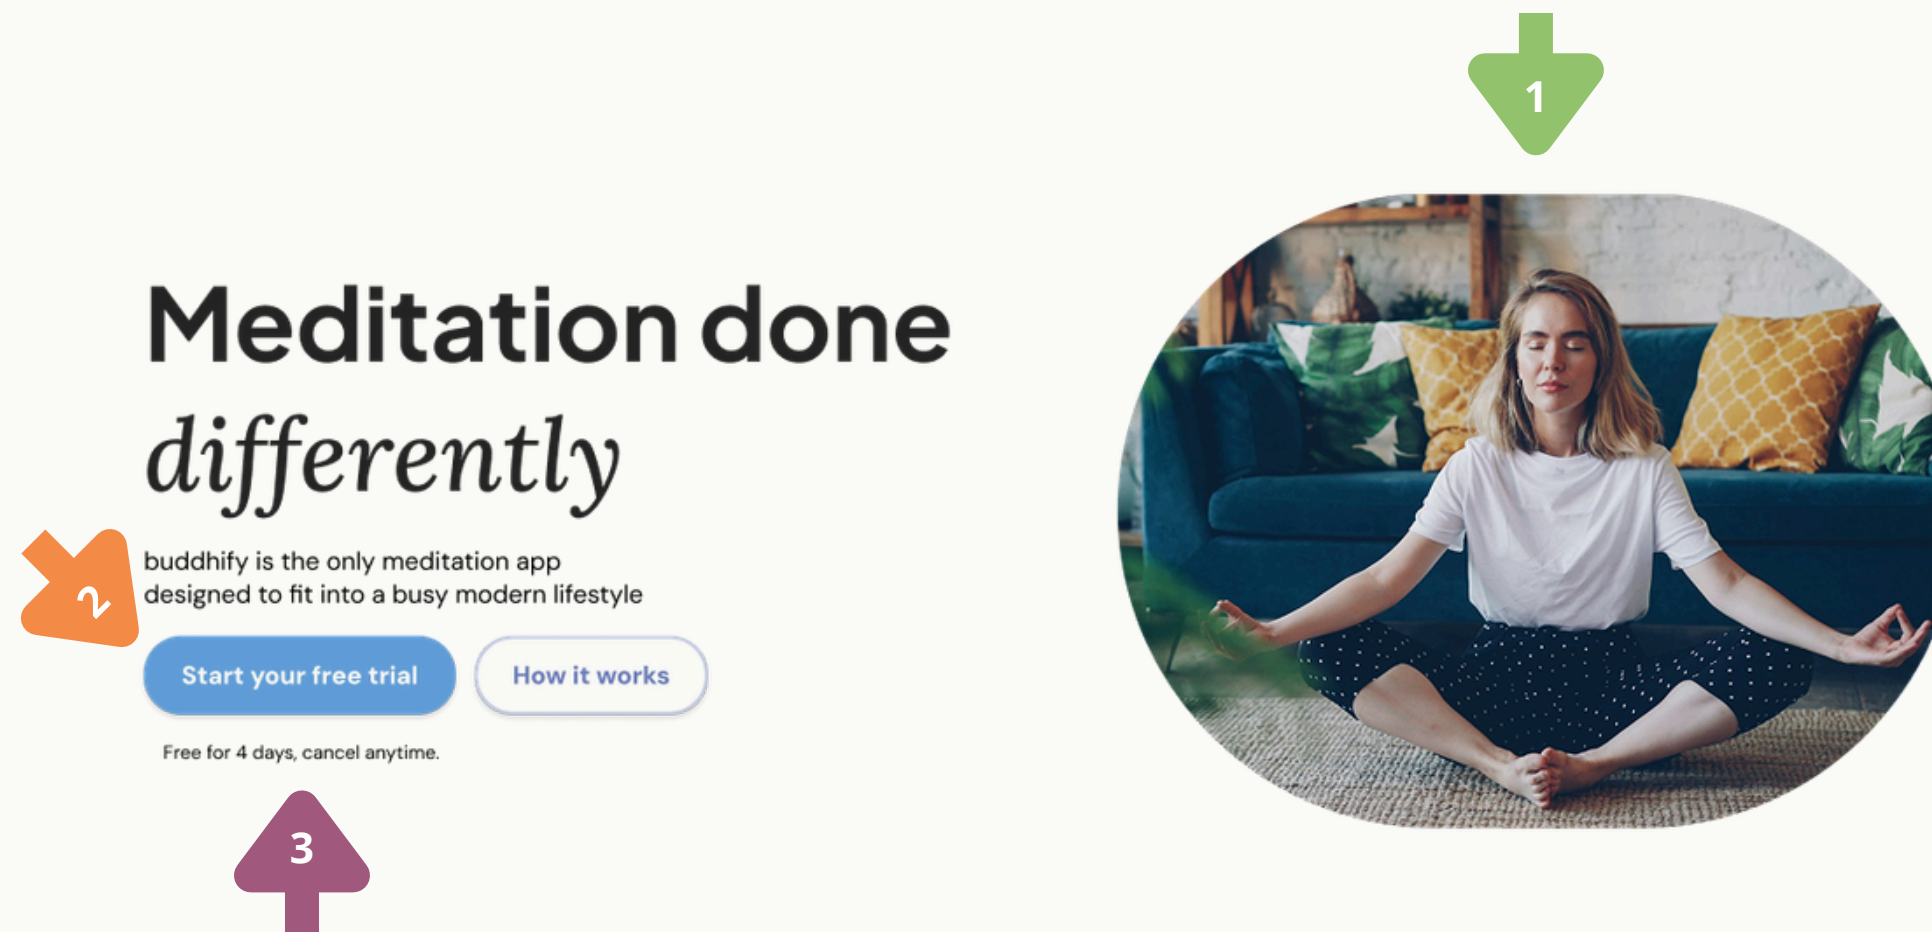 1
Meditation done
differently
buddhify is the only meditation app
designed to fit into a busy modern lifestyle
2
Start your free trial
How it works
Free for 4 days, cancel anytime.
3